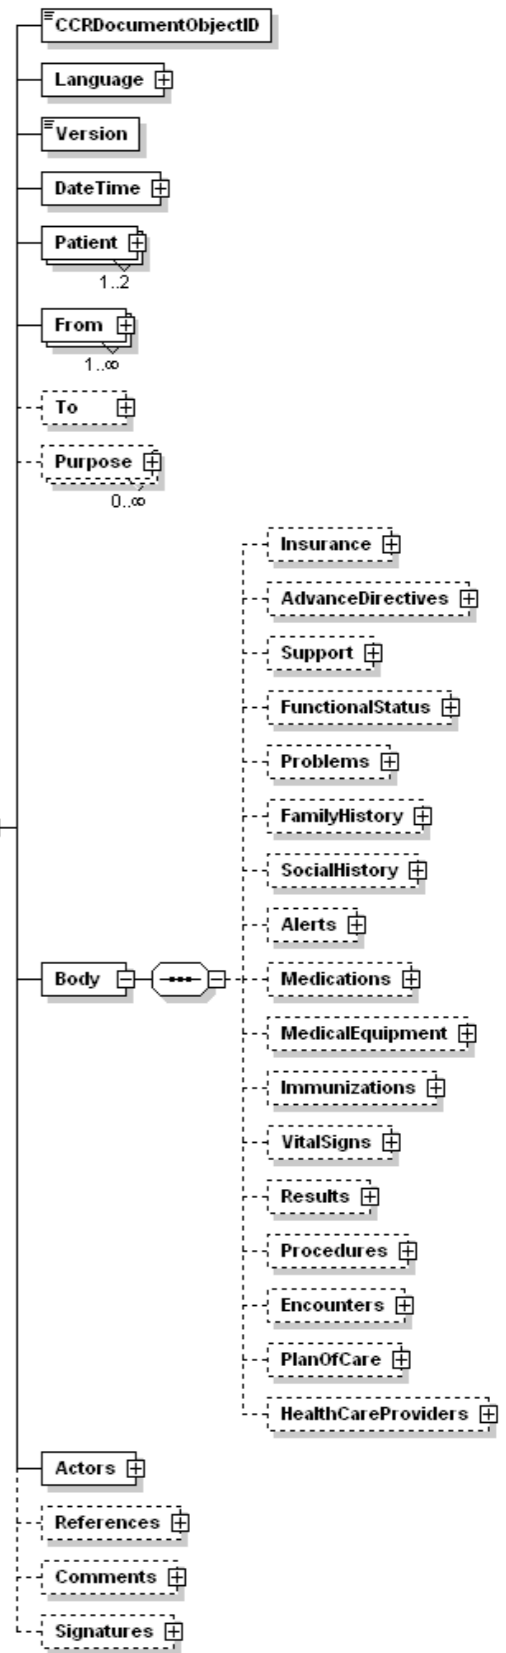 CCRDocumentObjectID
Language
Version
DateTime
Patient
1..2
From
1..∞
To
Purpose
0..∞
Insurance
AdvanceDirectives
Support
FunctionalStatus
Problems
FamilyHistory
SocialHistory
Alerts
Body
Medications
MedicalEquipment
Immunizations
VitalSigns
Results
Procedures
Encounters
PlanOfCare
HealthCareProviders
Actors
References
Comments
Signatures